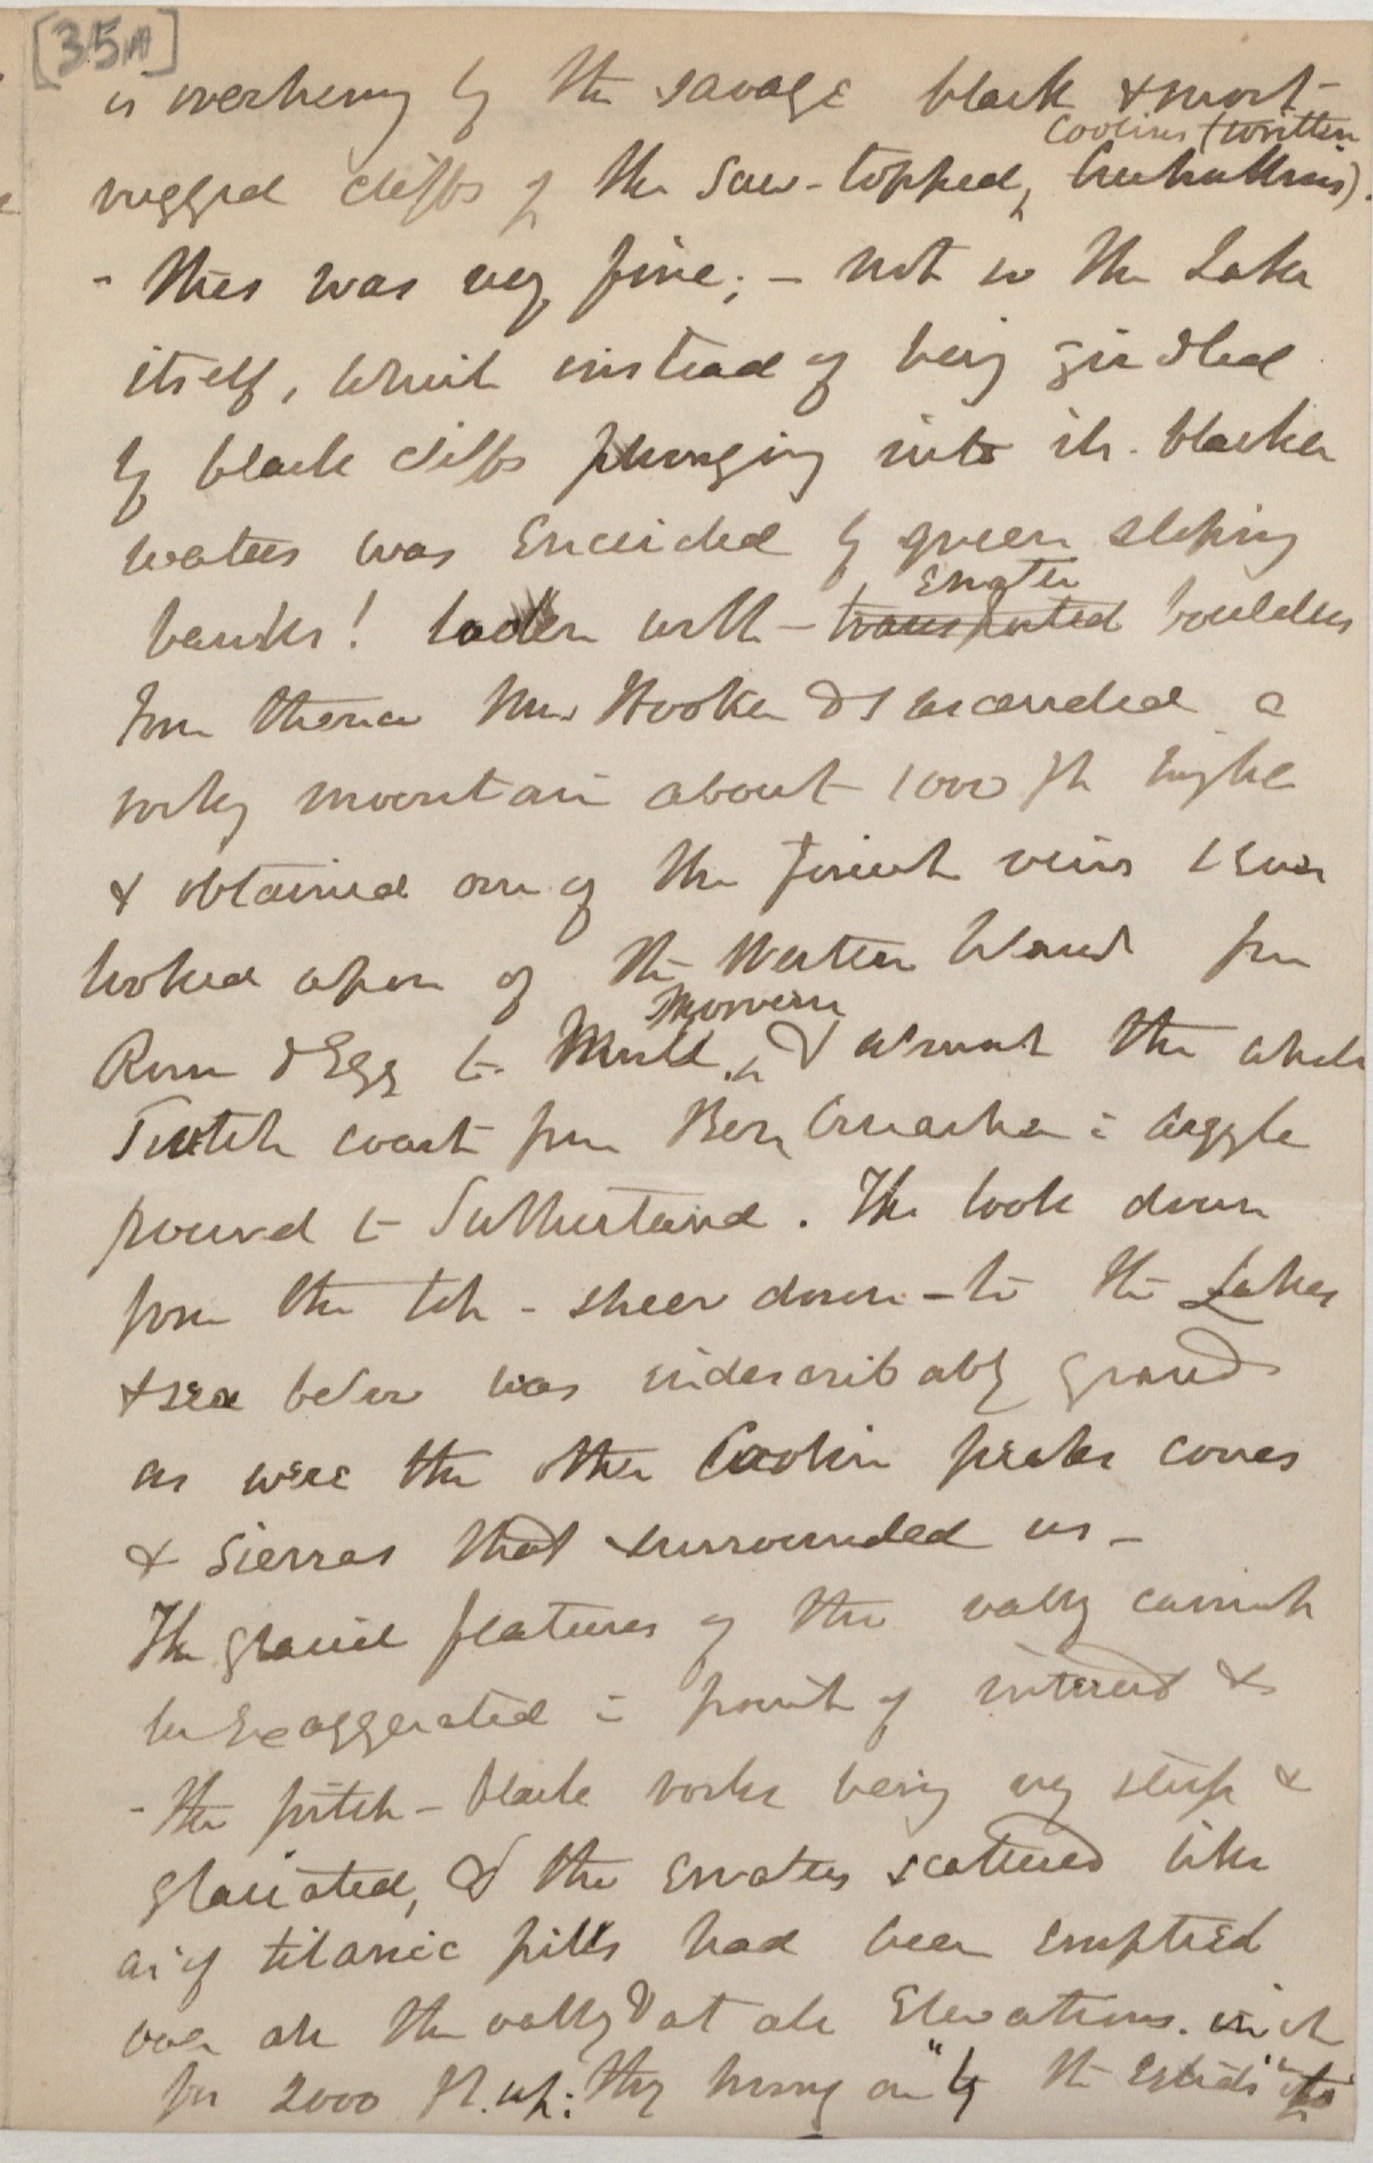 [35A]
is overhung by the savage black & most
Coolins (written
rugged cliffs of the saw-topped, Cuchullins).
- this was very fine; - not so the Lake
itself, which instead of being girdled
by black cliffs plunging into its blacker
waters was encircled by green sloping
erratic
banks! laden with - transported boulders
from thence Mrs Hooker & I ascended a
rocky mountain about 1000 ft higher
& obtained one of the finest views I ever
looked upon of the Western Islands from
Morvern
Rum & Egg to Mull, & almost the whole
Scotch coast from Ben Cruachan in Argyle
round to Sutherland. The look down
from the top - sheer down - to the Lakes
& sea below was indescribably grand
as were the other Coolin peaks cones
& Sierras that surrounded us -
The glacial features of the valley cannot
be exaggerated in point of interest &
- the pitch-black rocks being very steep &
glaciated, & the erratics scattered like
as if titanic pills had been emptied
over all the valley & at all elevations.
for 2000 ft. up: they hung on "by the